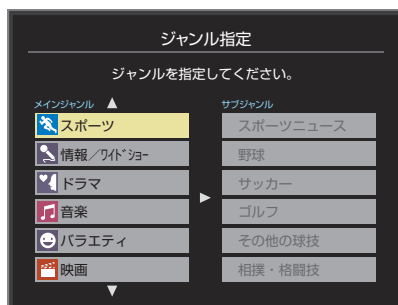 ジャンル指定
ジャンルを指定してください。
メインジャンル
スポーツ
情報／ﾜｲﾄﾞｼｮｰ
ドラマ
音楽
バラエティ
映画
サブジャンル
スポーツニュース
野球
サッカー
ゴルフ
その他の球技
相撲・格闘技